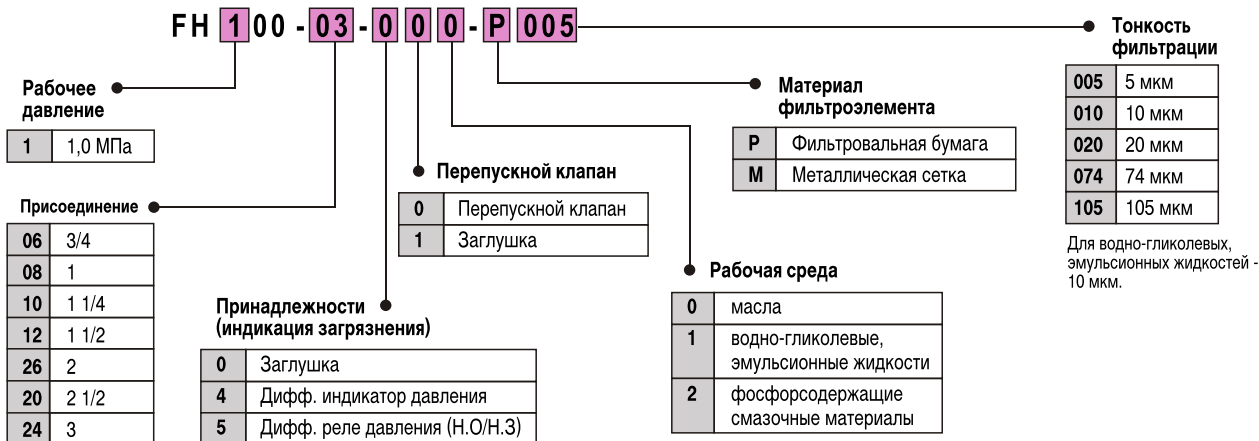 FH 1 00 - 03 - 0 0 0 - P 005
Рабочее
давление
1 1,0 МПа
Присоединение
06 3/4
08 1
10 1 1/4
12 1 1/2
26 2
20 2 1/2
24 3
Принадлежности
(индикация загрязнения)
0 Заглушка
4 Дифф. индикатор давления
5 Дифф. реле давления (Н.О/Н.З)
Перепускной клапан
0 Перепускной клапан
1 Заглушка
Рабочая среда
0 масла
1 водно-гликолевые,
эмульсионные жидкости
2 фосфорсодержащие
смазочные материалы
Материал
фильтроэлемента
P Фильтровальная бумага
M Металлическая сетка
Тонкость
фильтрации
005 5 мкм
010 10 мкм
020 20 мкм
074 74 мкм
105 105 мкм
Для водно-гликолевых,
эмульсионных жидкостей -
10 мкм.